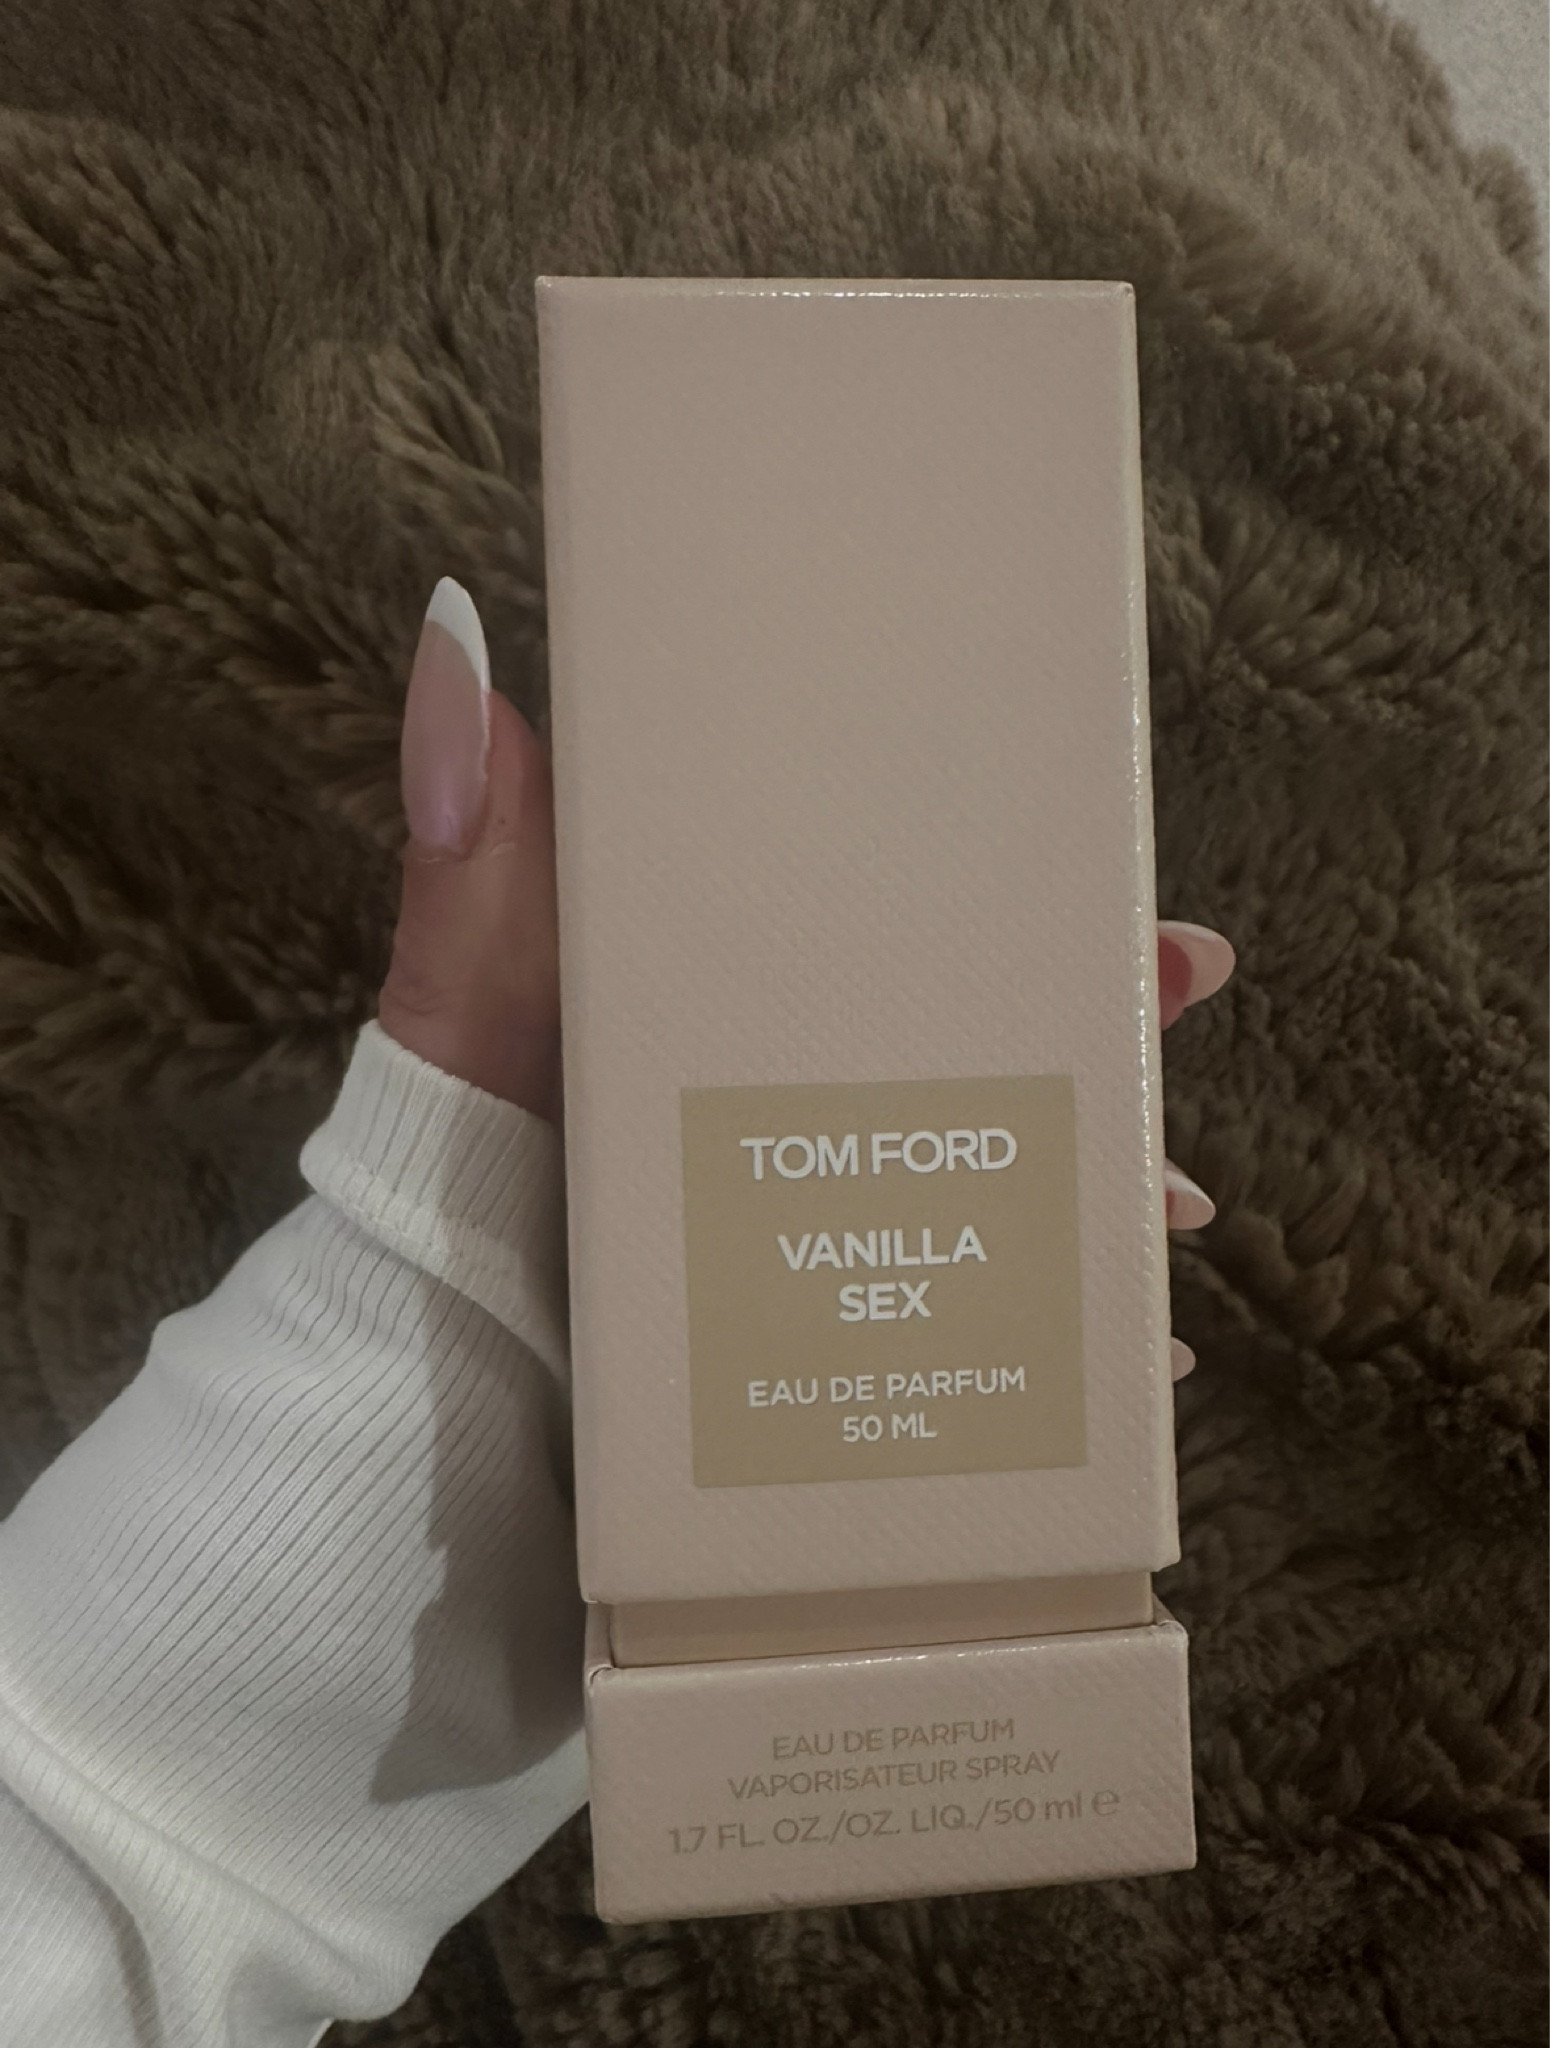 TOM FORD
VANILLA
SEX
EAU DE PARFUM
50 ML
EAU DE PARFUM
VAPORISATEUR SPRAY
1.7 FL. OZ./OZ. LIQ./50 ml ℮